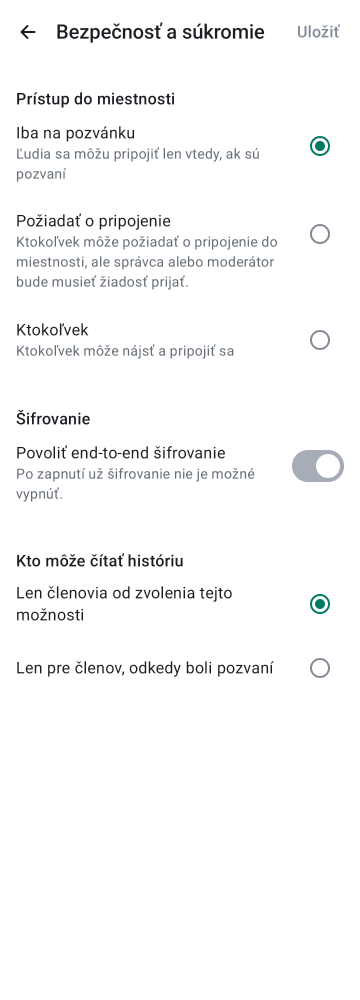 Bezpečnosť a súkromie
Uložiť
Prístup do miestnosti
Iba na pozvánku
Ľudia sa môžu pripojiť len vtedy, ak sú
pozvaní
Požiadať o pripojenie
Ktokoľvek môže požiadať o pripojenie do
miestnosti, ale správca alebo moderátor
bude musieť žiadosť prijať.
Ktokoľvek
Ktokoľvek môže nájsť a pripojiť sa
Šifrovanie
Povoliť end-to-end šifrovanie
Po zapnutí už šifrovanie nie je možné
vypnúť.
Kto môže čítať históriu
Len členovia od zvolenia tejto
možnosti
Len pre členov, odkedy boli pozvaní